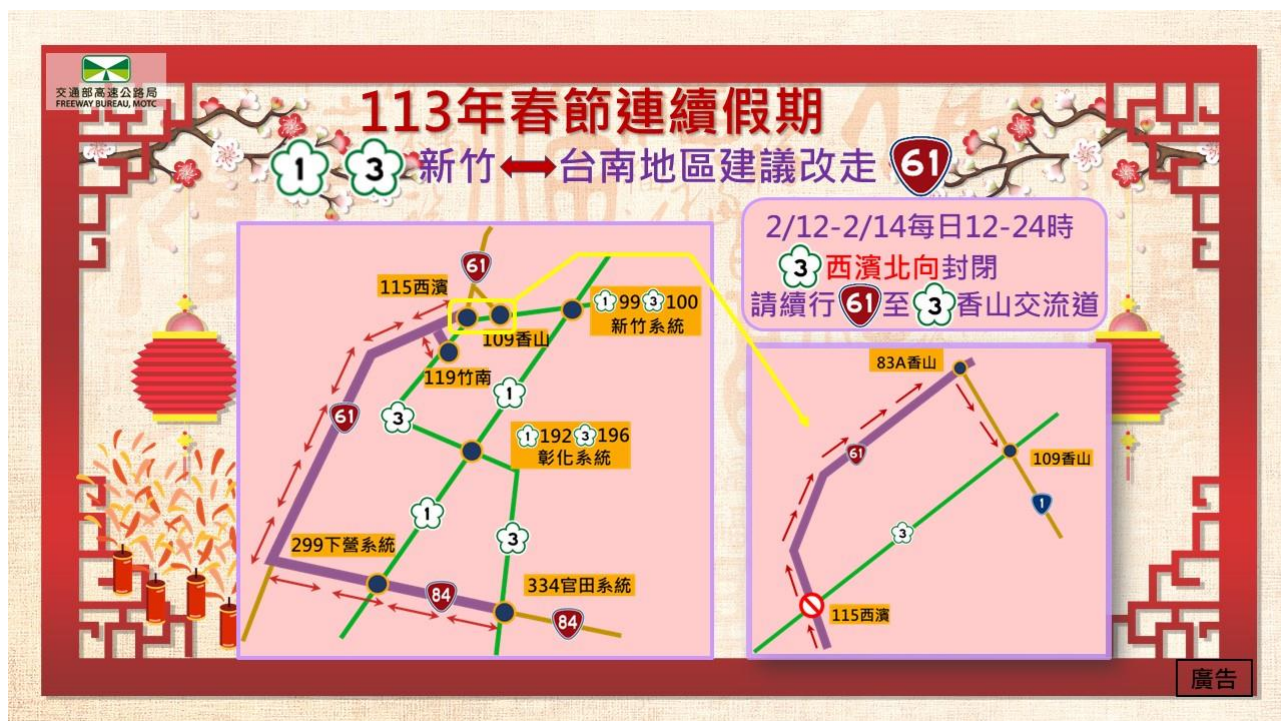 交通部高速公路局
FREEWAY BUREAU, MOTC
113年春節連續假期
1 3 新竹↔台南地區建議改走 61
2/12-2/14每日12-24時
3西濱北向封閉
請續行61至3香山交流道
61
115西濱
1 99 3 100
新竹系統
109香山
119竹南
1
61
3
1 192 3 196
彰化系統
1
3
299下營系統
84
334官田系統
84
83A香山
61
109香山
1
3
115西濱
廣告